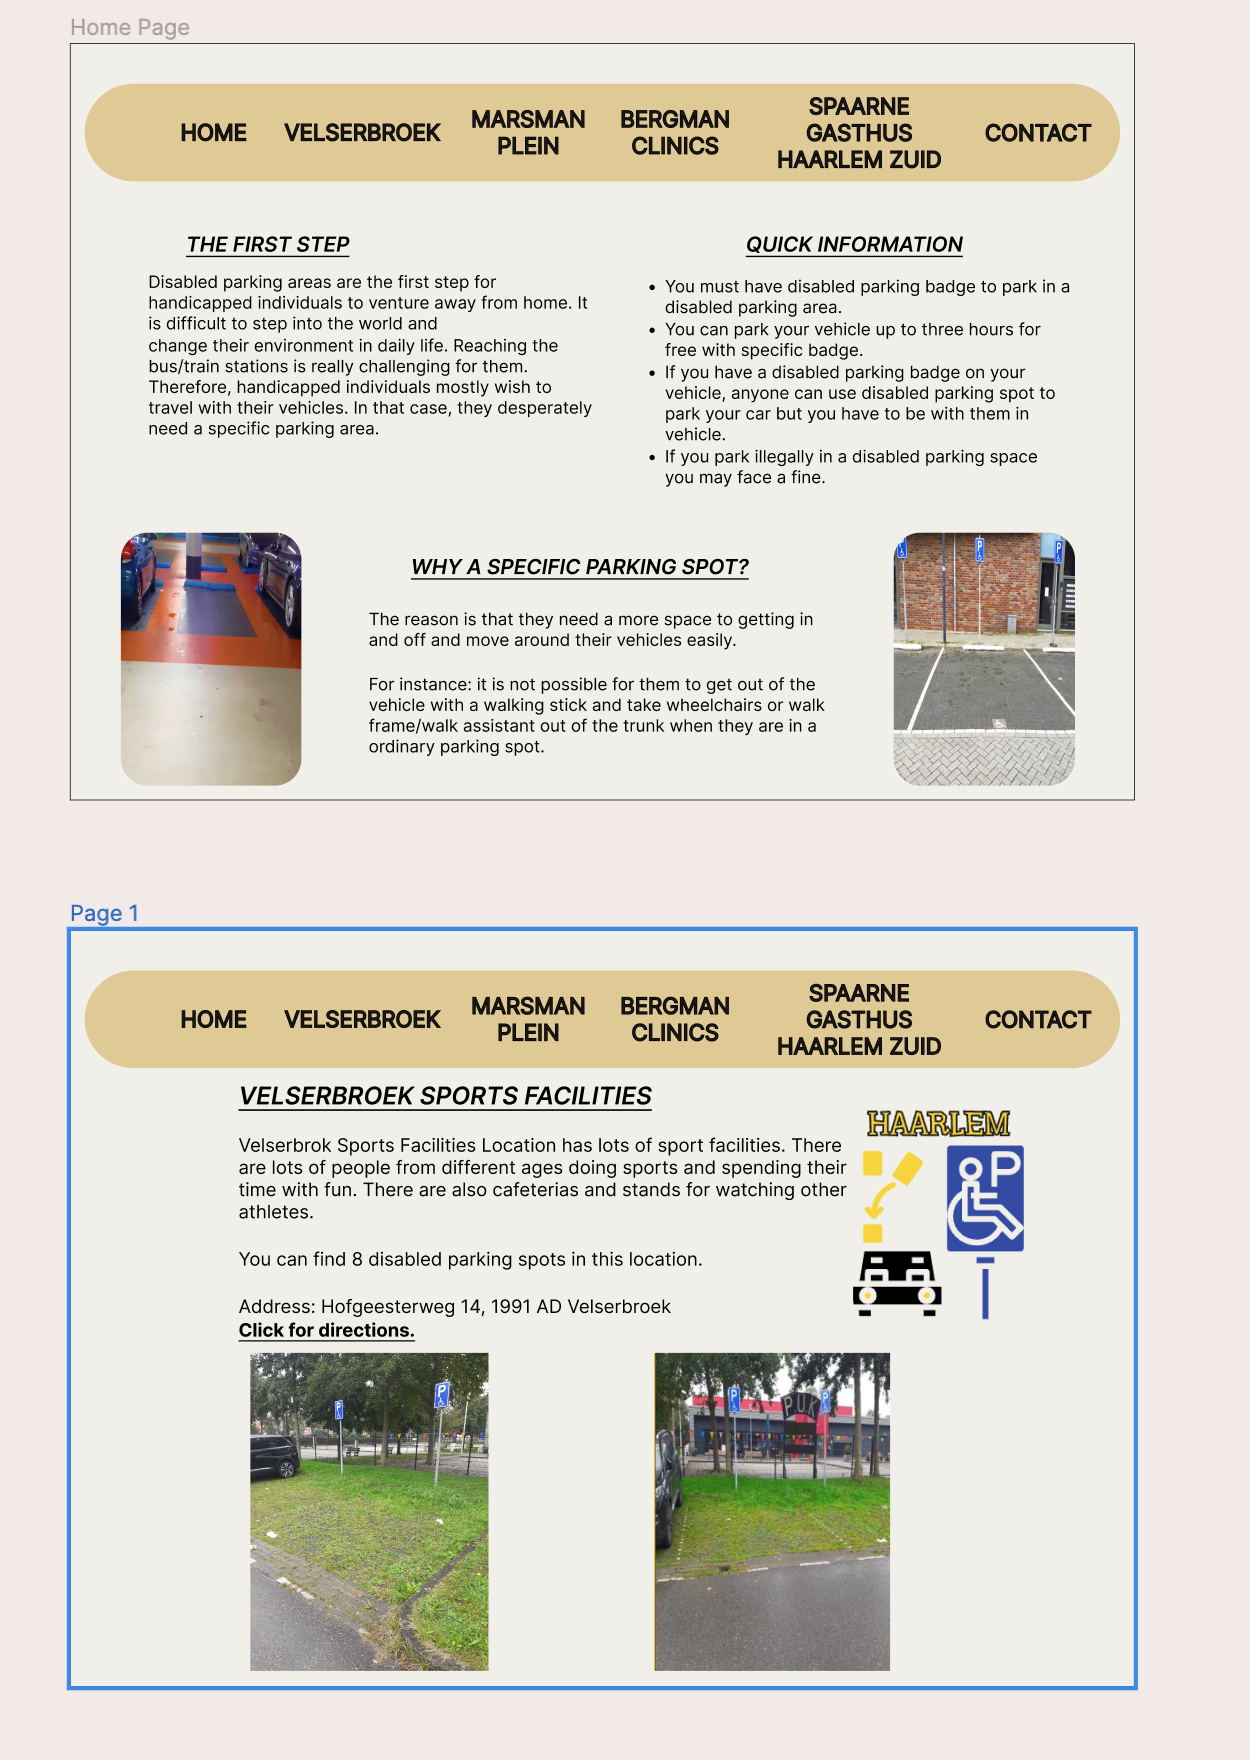 Home Page
HOME
VELSERBROEK
MARSMAN
PLEIN
BERGMAN
CLINICS
SPAARNE
GASTHUS
HAARLEM ZUID
CONTACT
THE FIRST STEP
Disabled parking areas are the first step for
handicapped individuals to venture away from home. It
is difficult to step into the world and
change their environment in daily life. Reaching the
bus/train stations is really challenging for them.
Therefore, handicapped individuals mostly wish to
travel with their vehicles. In that case, they desperately
need a specific parking area.
QUICK INFORMATION
• You must have disabled parking badge to park in a
disabled parking area.
• You can park your vehicle up to three hours for
free with specific badge.
• If you have a disabled parking badge on your
vehicle, anyone can use disabled parking spot to
park your car but you have to be with them in
vehicle.
• If you park illegally in a disabled parking space
you may face a fine.
P
P
P
WHY A SPECIFIC PARKING SPOT?
The reason is that they need a more space to getting in
and off and move around their vehicles easily.
For instance: it is not possible for them to get out of the
vehicle with a walking stick and take wheelchairs or walk
frame/walk assistant out of the trunk when they are in a
ordinary parking spot.
Page 1
HOME
VELSERBROEK
MARSMAN
PLEIN
BERGMAN
CLINICS
SPAARNE
GASTHUS
HAARLEM ZUID
CONTACT
VELSERBROEK SPORTS FACILITIES
Velserbrok Sports Facilities Location has lots of sport facilities. There
are lots of people from different ages doing sports and spending their
time with fun. There are also cafeterias and stands for watching other
athletes.
You can find 8 disabled parking spots in this location.
Address: Hofgeesterweg 14, 1991 AD Velserbroek
Click for directions.
HAARLEM
P
P
P
P
P
P.U.K